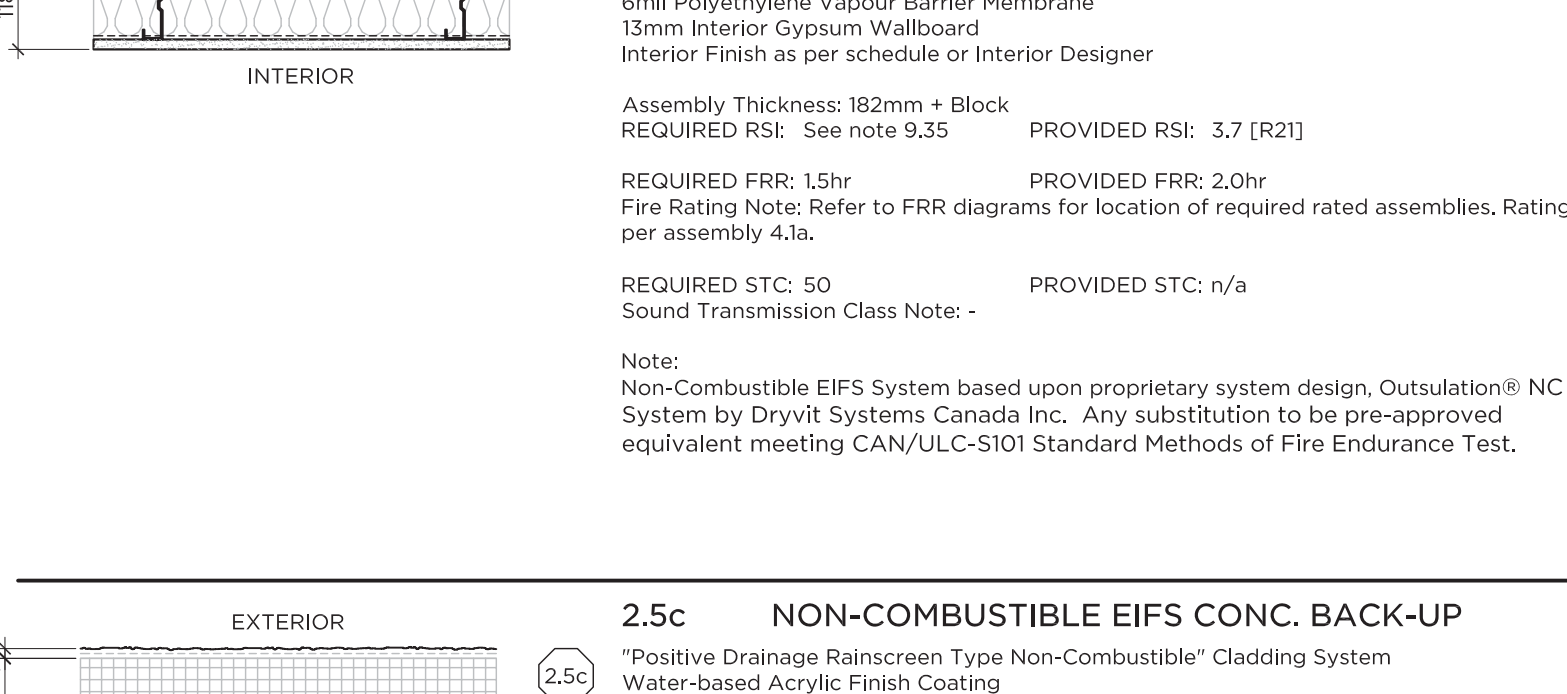 6mil Polyethylene Vapour Barrier Membrane
13mm Interior Gypsum Wallboard
Interior Finish as per schedule or Interior Designer
INTERIOR
Assembly Thickness: 182mm + Block
REQUIRED RSI: See note 9.35 PROVIDED RSI: 3.7 [R21]
REQUIRED FRR: 1.5hr PROVIDED FRR: 2.0hr
Fire Rating Note: Refer to FRR diagrams for location of required rated assemblies. Rating
per assembly 4.1a.
REQUIRED STC: 50 PROVIDED STC: n/a
Sound Transmission Class Note: -
Note:
Non-Combustible EIFS System based upon proprietary system design, Outsulation® NC
System by Dryvit Systems Canada Inc. Any substitution to be pre-approved
equivalent meeting CAN/ULC-S101 Standard Methods of Fire Endurance Test.
EXTERIOR
2.5c
2.5c NON-COMBUSTIBLE EIFS CONC. BACK-UP
"Positive Drainage Rainscreen Type Non-Combustible" Cladding System
Water-based Acrylic Finish Coating